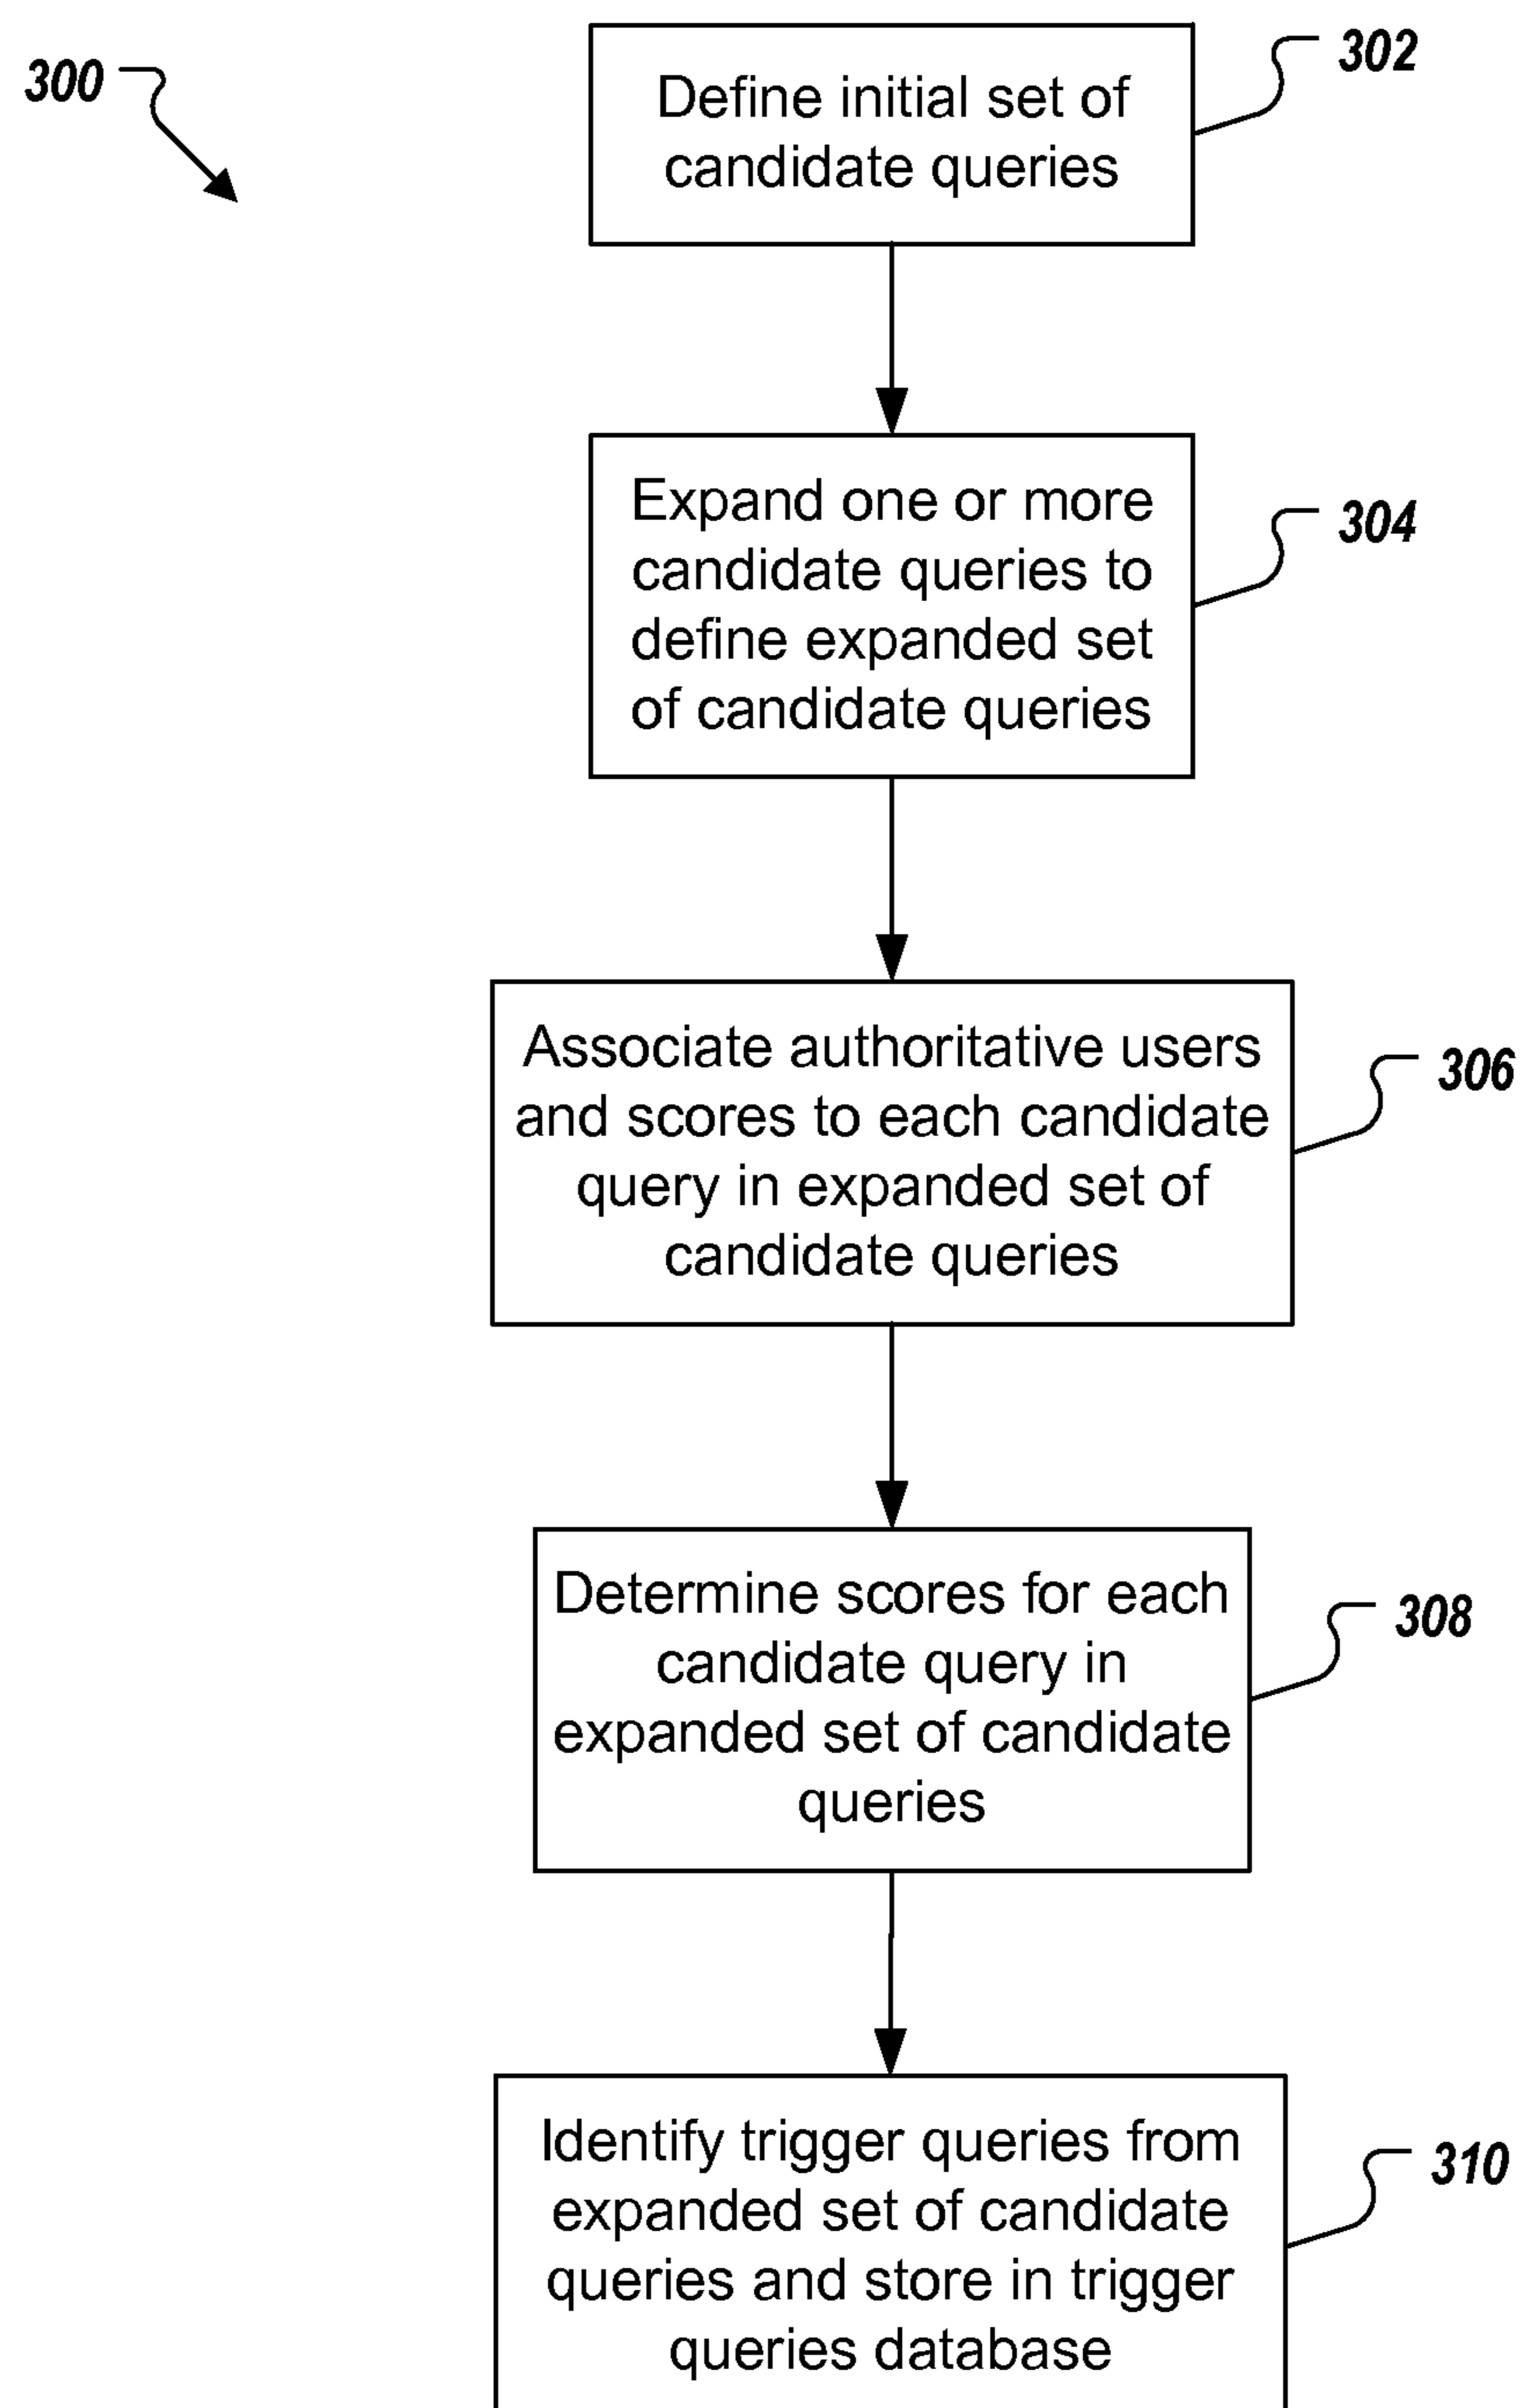 300
302
Define initial set of
candidate queries
Expand one or more
candidate queries to
define expanded set
of candidate queries
304
Associate authoritative users
and scores to each candidate
query in expanded set of
candidate queries
306
Determine scores for each
candidate query in
expanded set of candidate
queries
308
Identify trigger queries from
expanded set of candidate
queries and store in trigger
queries database
310